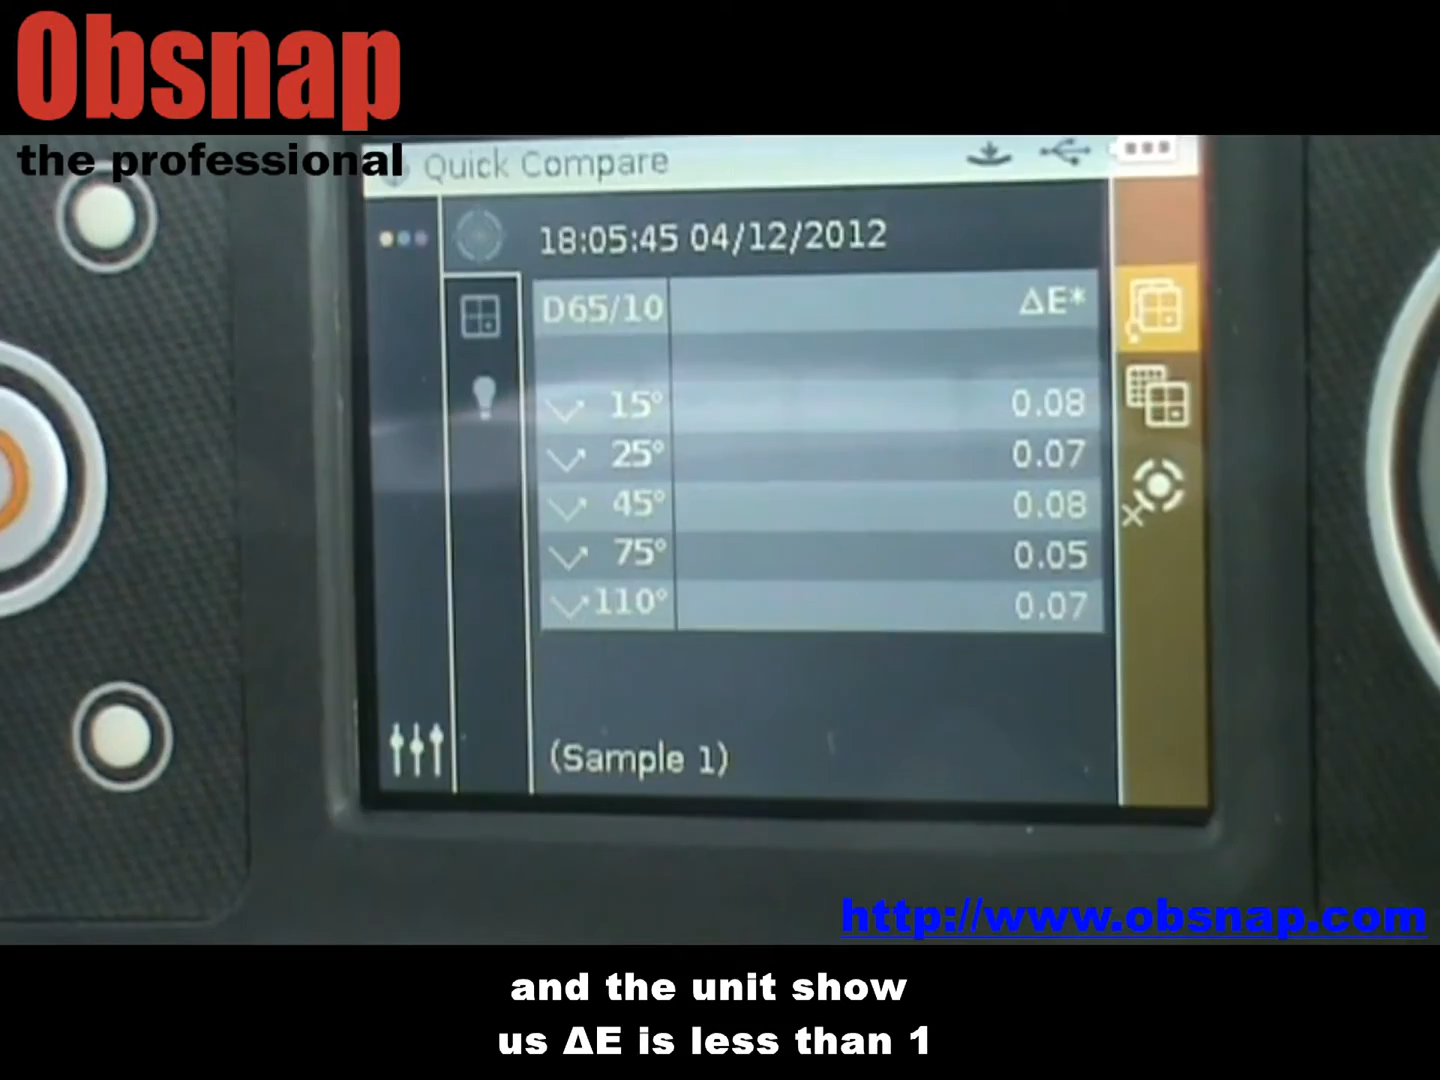 Obsnap
the professional
Quick Compare
18:05:45 04/12/2012
D65/10 ΔE*
15° 0.08
25° 0.07
45° 0.08
75° 0.05
110° 0.07
(Sample 1)
http://www.obsnap.com
and the unit show
us ΔE is less than 1